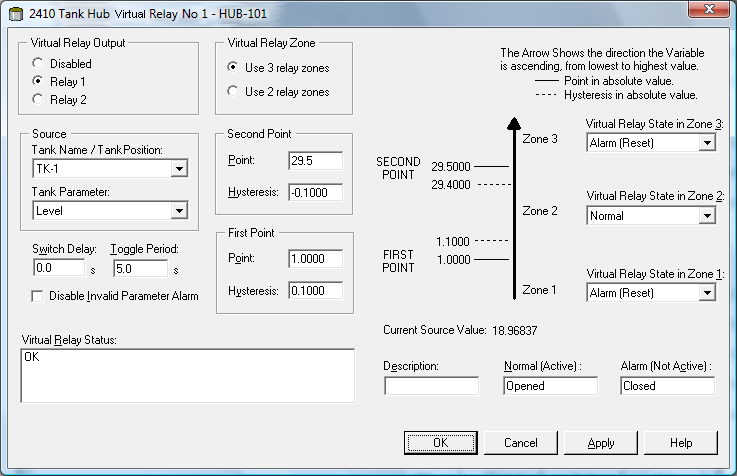 2410 Tank Hub Virtual Relay No 1 - HUB-101
Virtual Relay Output
Disabled
Relay 1
Relay 2
Virtual Relay Zone
Use 3 relay zones
Use 2 relay zones
Source
Tank Name / TankPosition:
TK-1
Tank Parameter:
Level
Second Point
Point: 29.5
Hysteresis: -0.1000
Switch Delay: Toggle Period:
0.0 s 5.0 s
Disable Invalid Parameter Alarm
First Point
Point: 1.0000
Hysteresis: 0.1000
The Arrow Shows the direction the Variable
is ascending, from lowest to highest value.
Point in absolute value.
Hysteresis in absolute value.
Zone 3
SECOND
POINT
29.5000
29.4000
Zone 2
FIRST
POINT
1.1000
1.0000
Zone 1
Virtual Relay State in Zone 3:
Alarm (Reset)
Virtual Relay State in Zone 2:
Normal
Virtual Relay State in Zone 1:
Alarm (Reset)
Current Source Value: 18.96837
Virtual Relay Status:
OK
Description: Normal (Active) : Alarm (Not Active) :
Opened Closed
OK Cancel Apply Help